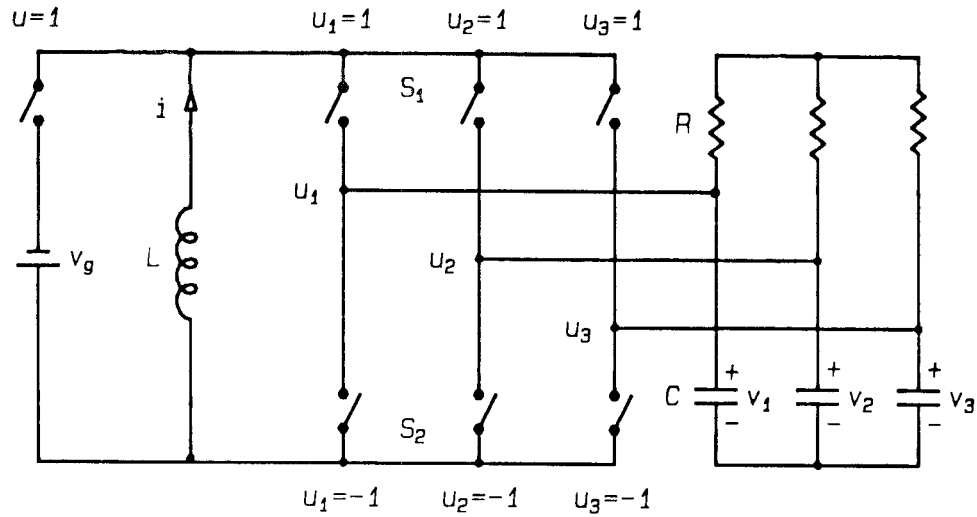 u=1 u₁=1 u₂=1 u₃=1
S₁
i R
u₁
L v_g u₂
u₃
C v₁ v₂ v₃
S₂
u₁=-1 u₂=-1 u₃=-1
+ + +
- - -